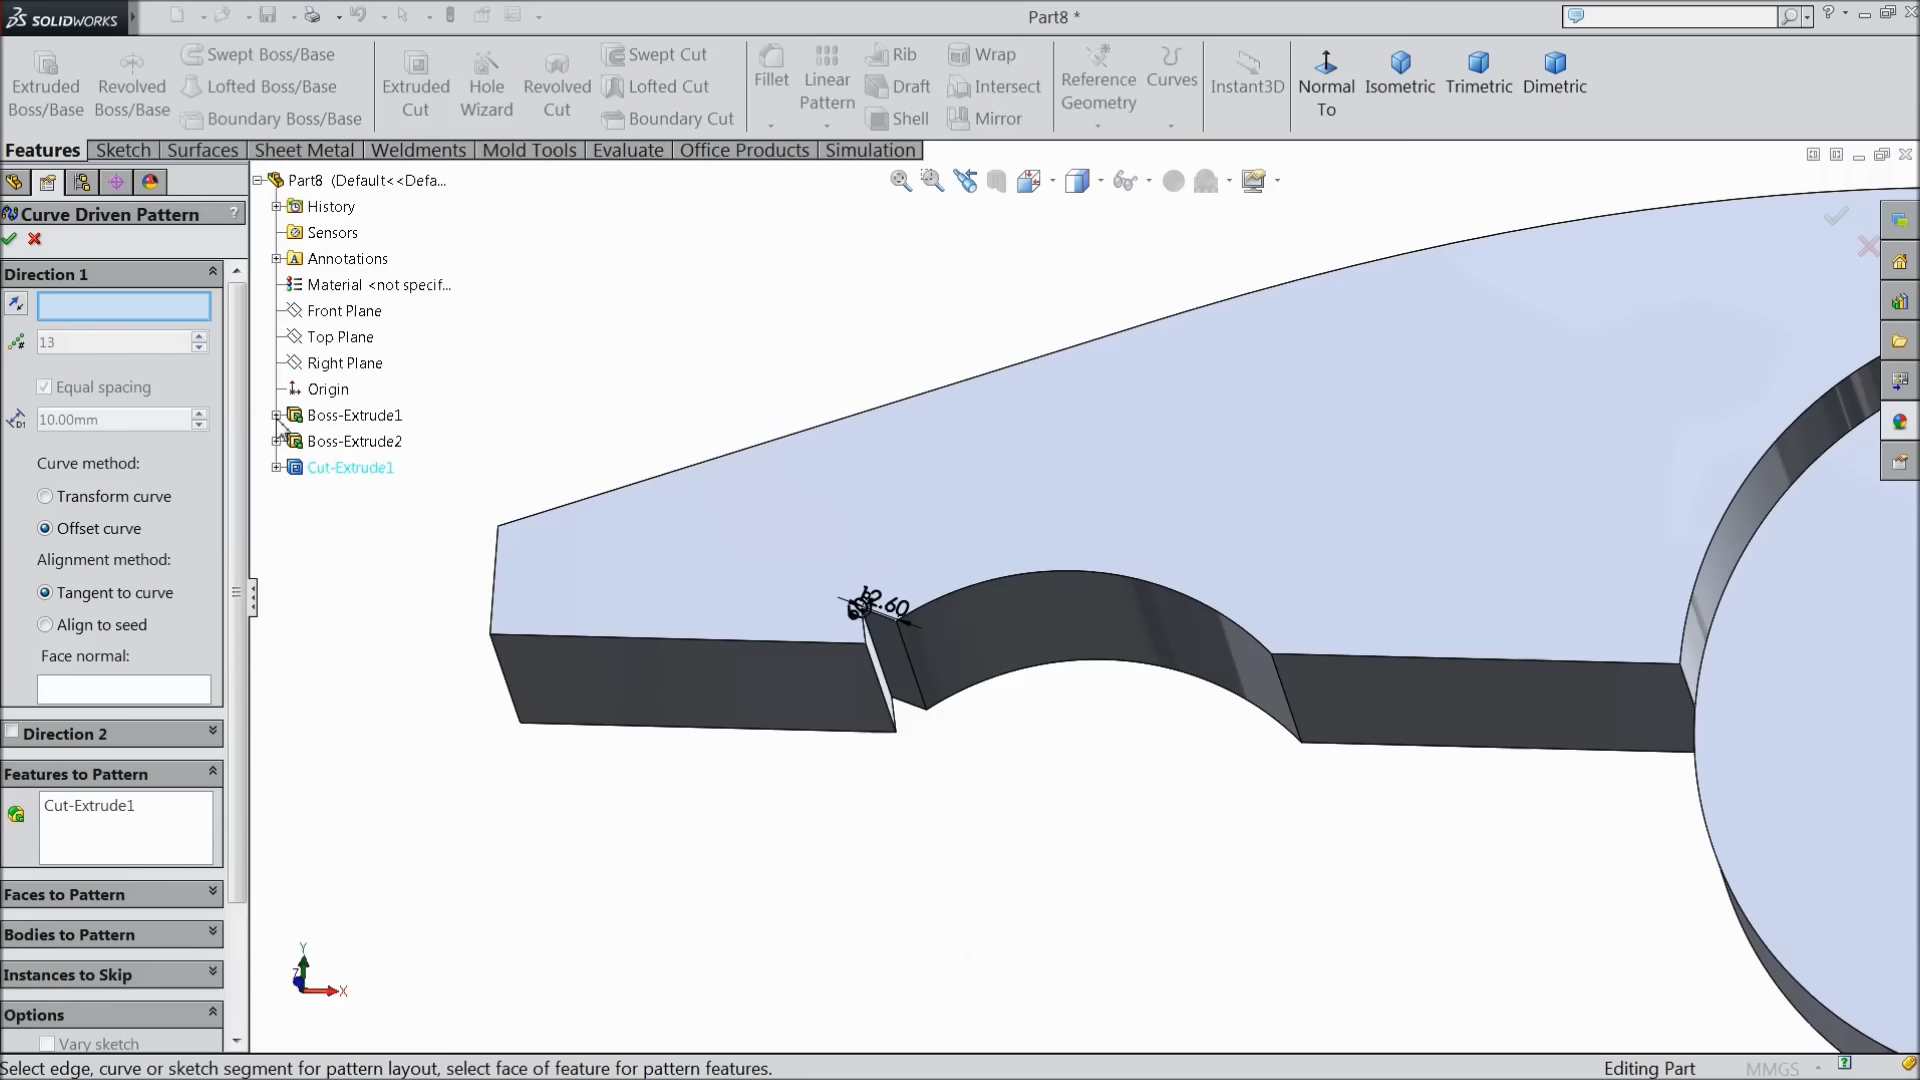 SOLIDWORKS
Part8 *
?
Extruded Boss/Base
Revolved Boss/Base
Swept Boss/Base
Lofted Boss/Base
Boundary Boss/Base
Extruded Cut
Hole Wizard
Revolved Cut
Swept Cut
Lofted Cut
Boundary Cut
Fillet
Linear Pattern
Rib
Draft
Shell
Wrap
Intersect
Mirror
Reference Geometry
Curves
Instant3D
Normal To
Isometric
Trimetric
Dimetric
Features
Sketch
Surfaces
Sheet Metal
Weldments
Mold Tools
Evaluate
Office Products
Simulation
Curve Driven Pattern
?
Direction 1
13
Equal spacing
D1
10.00mm
Curve method:
Transform curve
Offset curve
Alignment method:
Tangent to curve
Align to seed
Face normal:
Direction 2
Features to Pattern
Cut-Extrude1
Faces to Pattern
Bodies to Pattern
Instances to Skip
Options
Vary sketch
Part8 (Default<<Defa...
History
Sensors
Annotations
Material <not specif...
Front Plane
Top Plane
Right Plane
Origin
Boss-Extrude1
Boss-Extrude2
Cut-Extrude1
2.60
Y
Z
X
Select edge, curve or sketch segment for pattern layout, select face of feature for pattern features.
Editing Part
MMGS